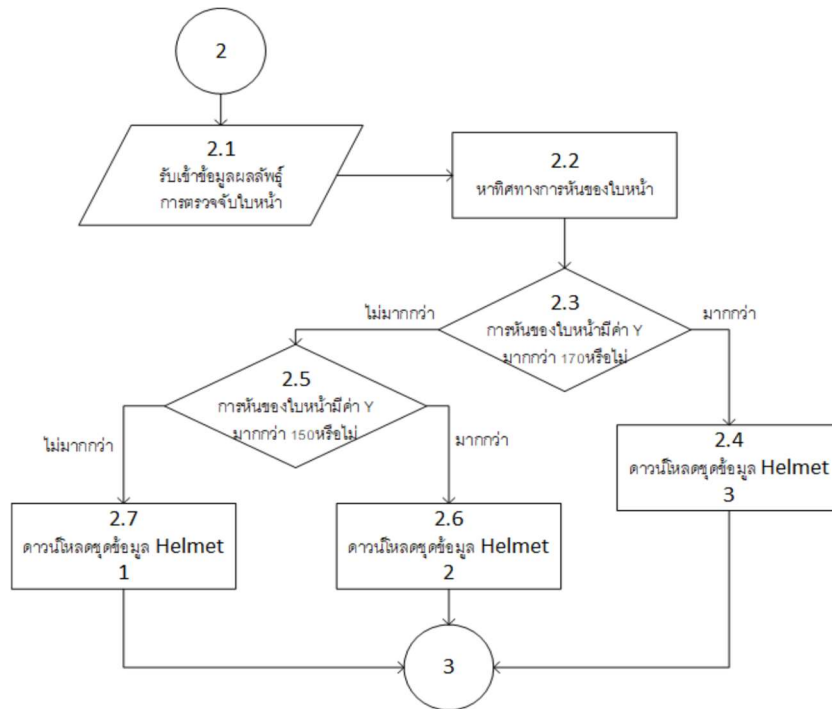 2
2.1
รับเข้าข้อมูลผลลัพธุ์
การตรวจจับใบหน้า
2.2
หาทิศทางการหันของใบหน้า
2.3
การหันของใบหน้ามีค่า Y
มากกว่า 170หรือไม่
ไม่มากกว่า
มากกว่า
2.5
การหันของใบหน้ามีค่า Y
มากกว่า 150หรือไม่
ไม่มากกว่า
มากกว่า
2.4
ดาวน์โหลดชุดข้อมูล Helmet
3
2.7
ดาวน์โหลดชุดข้อมูล Helmet
1
2.6
ดาวน์โหลดชุดข้อมูล Helmet
2
3